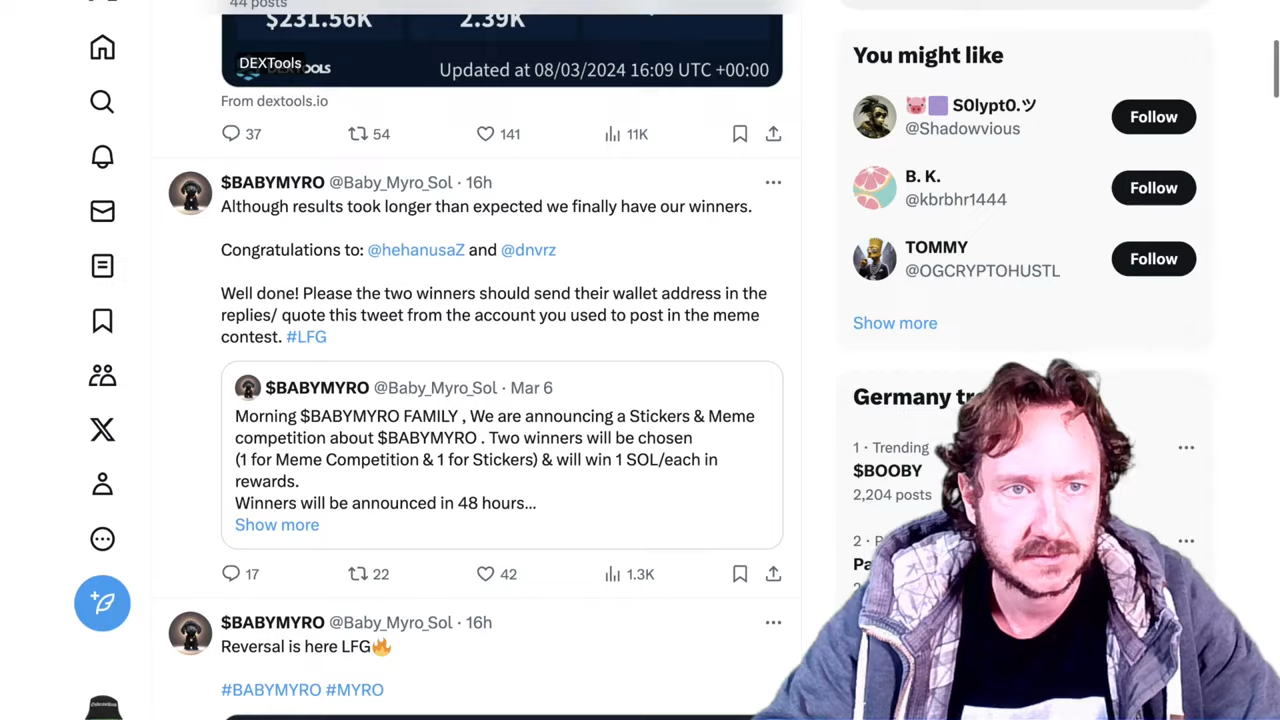 44 posts
$231.56K
2.39K
DEXTools
Updated at 08/03/2024 16:09 UTC +00:00
From dextools.io
37 54 141 11K
$BABYMYRO @Baby_Myro_Sol · 16h
Although results took longer than expected we finally have our winners.
Congratulations to: @hehanusaZ and @dnvrz
Well done! Please the two winners should send their wallet address in the
replies/ quote this tweet from the account you used to post in the meme
contest. #LFG
$BABYMYRO @Baby_Myro_Sol · Mar 6
Morning $BABYMYRO FAMILY , We are announcing a Stickers & Meme
competition about $BABYMYRO . Two winners will be chosen
(1 for Meme Competition & 1 for Stickers) & will win 1 SOL/each in
rewards.
Winners will be announced in 48 hours...
Show more
17 22 42 1.3K
$BABYMYRO @Baby_Myro_Sol · 16h
Reversal is here LFG🔥
#BABYMYRO #MYRO
You might like
🐷🟪 S0lypt0.ツ
@Shadowvious
Follow
B. K.
@kbrbhr1444
Follow
TOMMY
@OGCRYPTOHUSTL
Follow
Show more
Germany
1 · Trending
$BOOBY
2,204 posts
2 ·